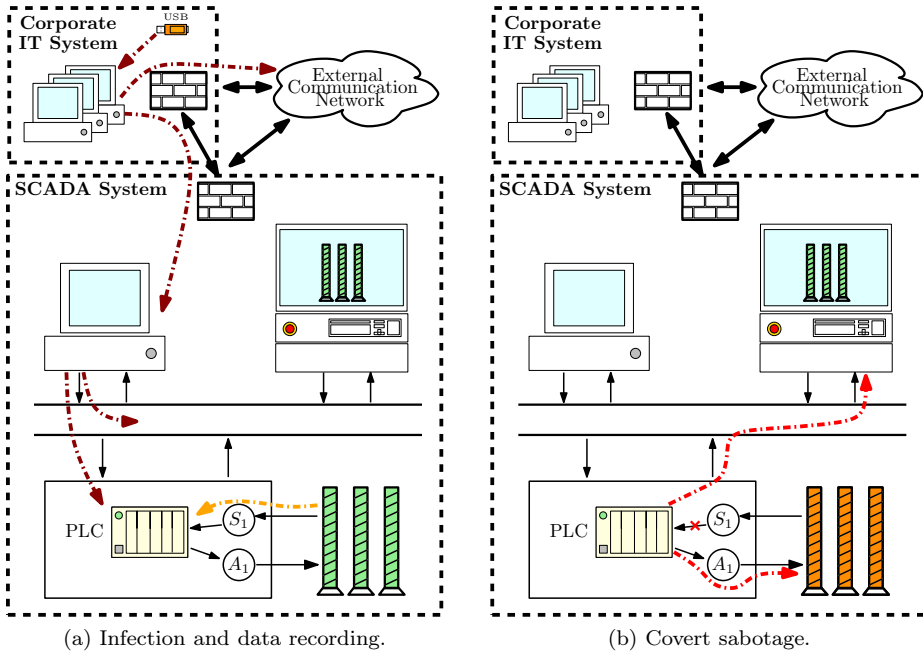 Corporate
IT System
USB
External
Communication
Network
SCADA System
PLC
S1
A1
(a) Infection and data recording.
Corporate
IT System
External
Communication
Network
SCADA System
PLC
S1
A1
(b) Covert sabotage.